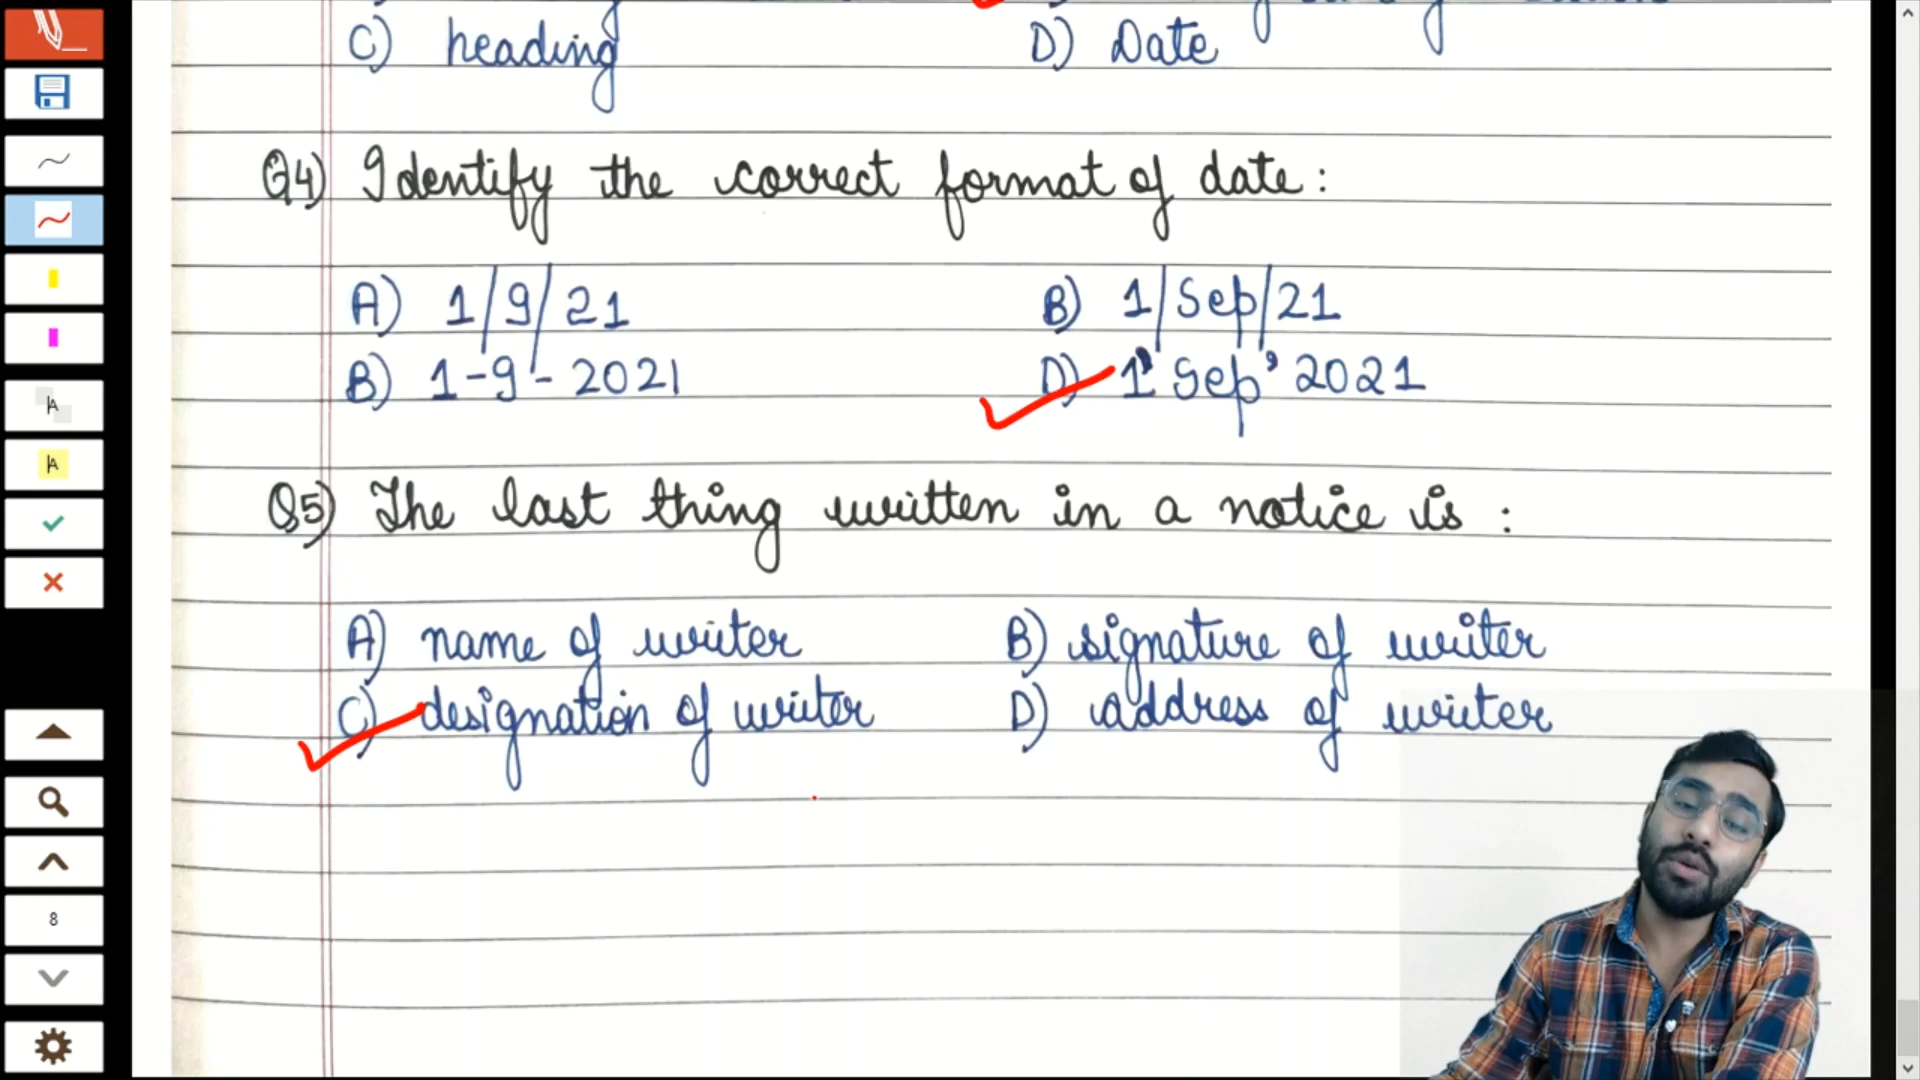 C) heading D) Date
Q4) Identify the correct format of date :
A) 1/9/21 B) 1/Sep/21
B) 1-9-2021 D) 1' Sep' 2021
Q5) The last thing written in a notice is :
A) name of writer B) signature of writer
C) designation of writer D) address of writer
A
A
8